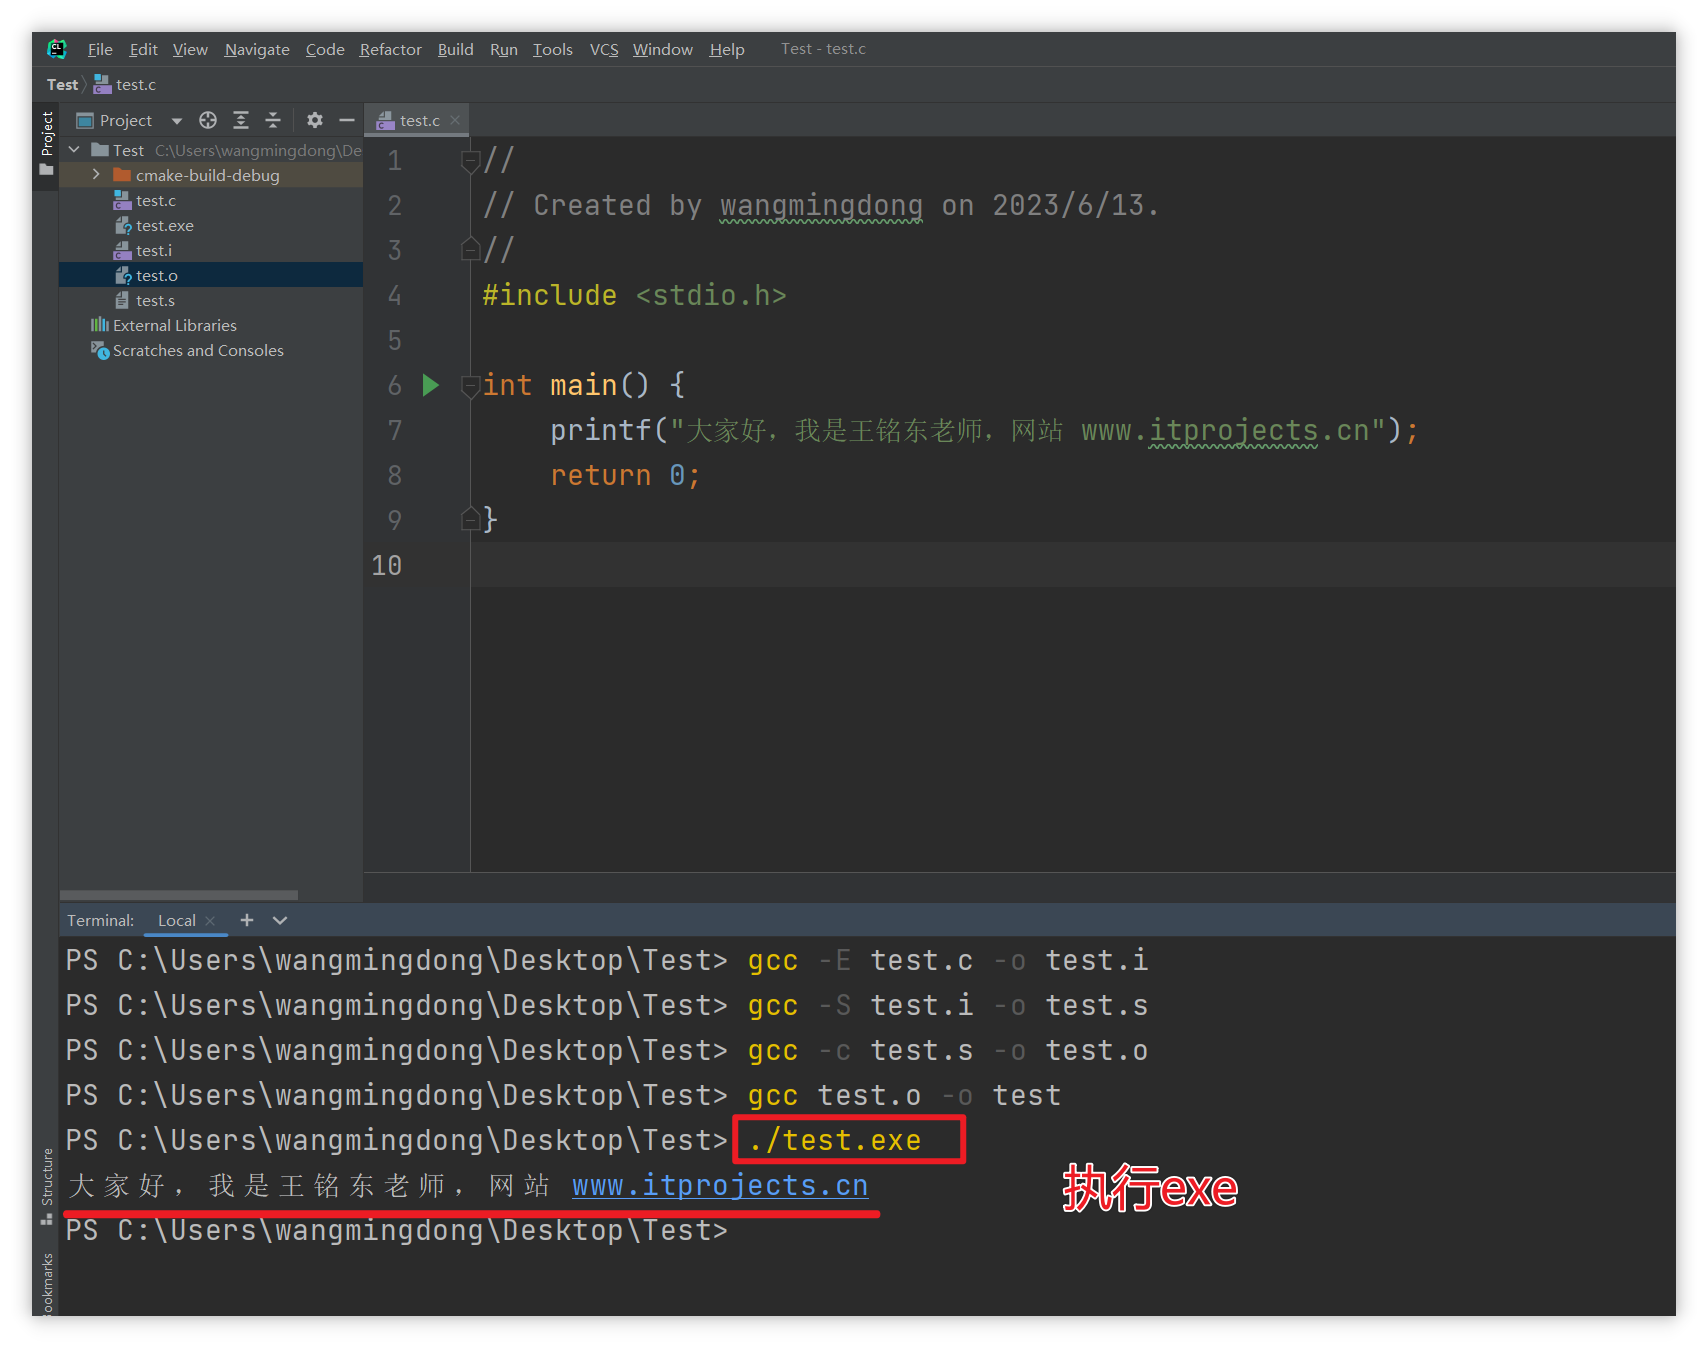 File Edit View Navigate Code Refactor Build Run Tools VCS Window Help Test - test.c
Test test.c
Project
Project
test.c
Test C:\Users\wangmingdong\De
cmake-build-debug
test.c
test.exe
test.i
test.o
test.s
External Libraries
Scratches and Consoles
1 //
2 // Created by wangmingdong on 2023/6/13.
3 //
4 #include <stdio.h>
5
6 int main() {
7 printf("大家好，我是王铭东老师，网站 www.itprojects.cn");
8 return 0;
9 }
10
Terminal: Local
PS C:\Users\wangmingdong\Desktop\Test> gcc -E test.c -o test.i
PS C:\Users\wangmingdong\Desktop\Test> gcc -S test.i -o test.s
PS C:\Users\wangmingdong\Desktop\Test> gcc -c test.s -o test.o
PS C:\Users\wangmingdong\Desktop\Test> gcc test.o -o test
PS C:\Users\wangmingdong\Desktop\Test> ./test.exe
大家好，我是王铭东老师，网站 www.itprojects.cn
执行exe
PS C:\Users\wangmingdong\Desktop\Test>
Structure
ookmarks